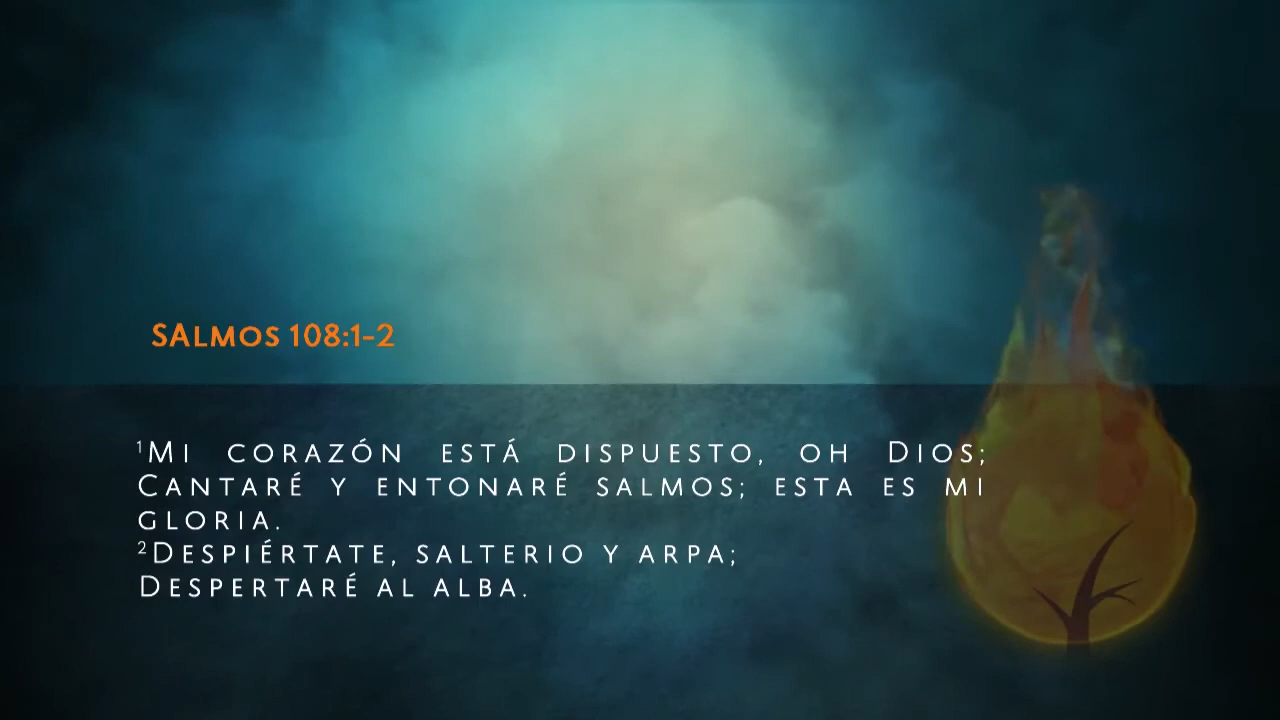 SALMOS 108:1-2
¹MI CORAZÓN ESTÁ DISPUESTO, OH DIOS;
CANTARÉ Y ENTONARÉ SALMOS; ESTA ES MI
GLORIA.
²DESPIÉRTATE, SALTERIO Y ARPA;
DESPERTARÉ AL ALBA.